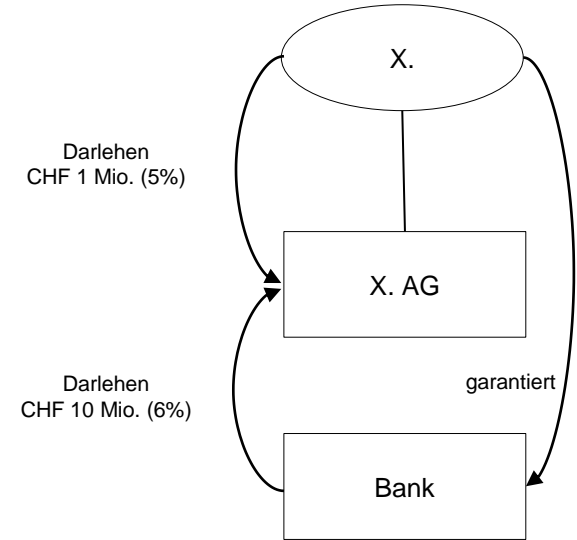 X.
Darlehen
CHF 1 Mio. (5%)
X. AG
Darlehen
CHF 10 Mio. (6%)
garantiert
Bank